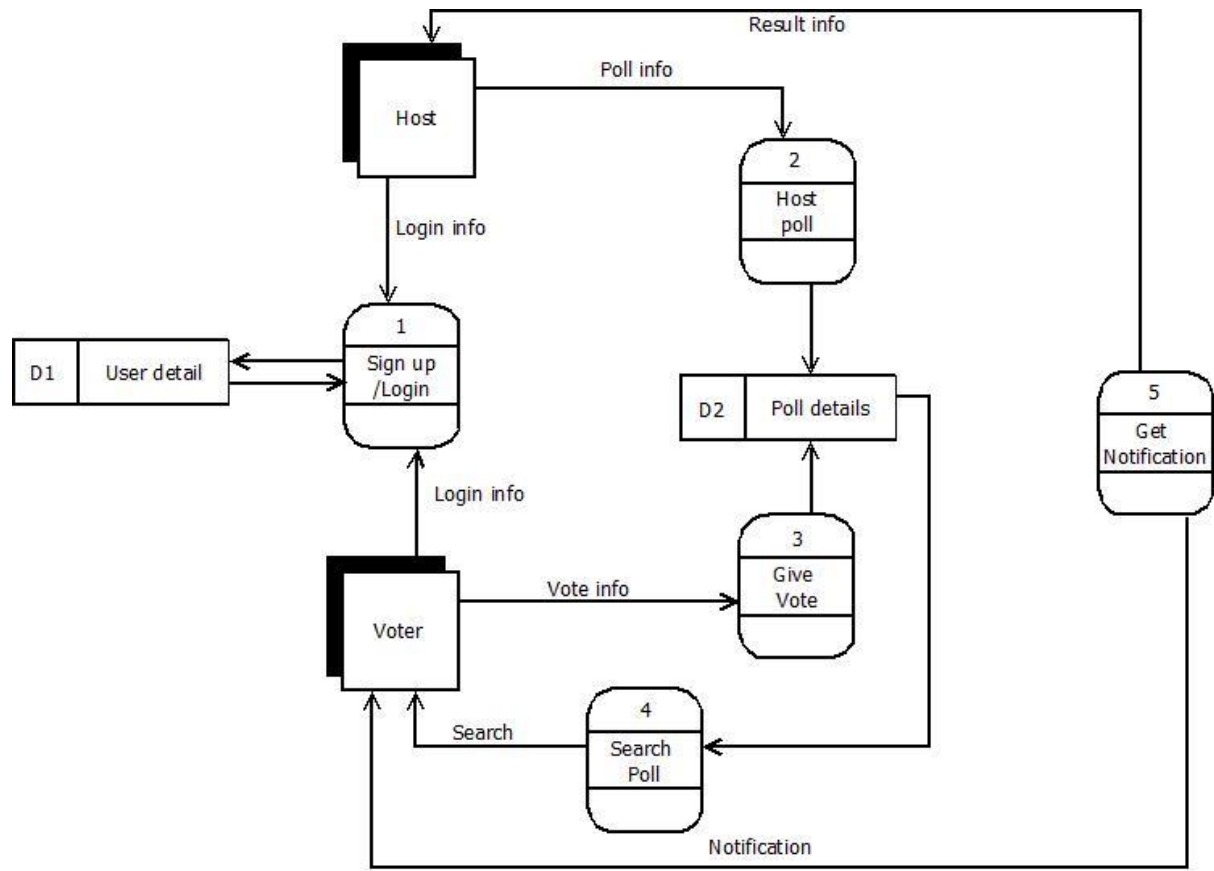 Result info
Poll info
Host
2
Host
poll
Login info
1
Sign up
/Login
D1
User detail
D2
Poll details
5
Get
Notification
Login info
3
Give
Vote
Vote info
Voter
4
Search
Poll
Search
Notification